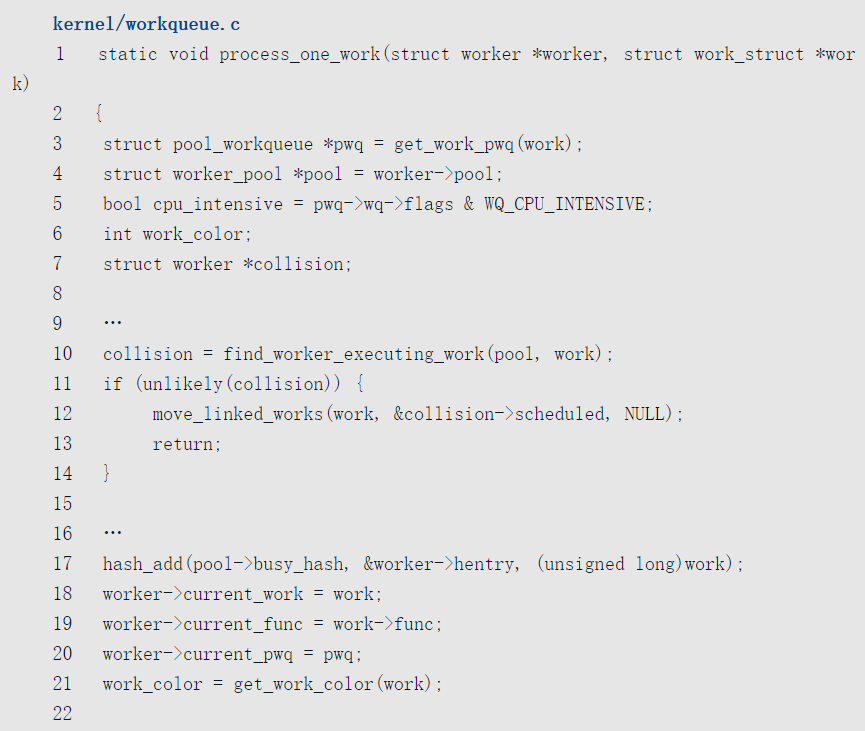 kernel/workqueue.c
1 static void process_one_work(struct worker *worker, struct work_struct *wor
k)
2 {
3 struct pool_workqueue *pwq = get_work_pwq(work);
4 struct worker_pool *pool = worker->pool;
5 bool cpu_intensive = pwq->wq->flags & WQ_CPU_INTENSIVE;
6 int work_color;
7 struct worker *collision;
8
9 …
10 collision = find_worker_executing_work(pool, work);
11 if (unlikely(collision)) {
12 move_linked_works(work, &collision->scheduled, NULL);
13 return;
14 }
15
16 …
17 hash_add(pool->busy_hash, &worker->hentry, (unsigned long)work);
18 worker->current_work = work;
19 worker->current_func = work->func;
20 worker->current_pwq = pwq;
21 work_color = get_work_color(work);
22